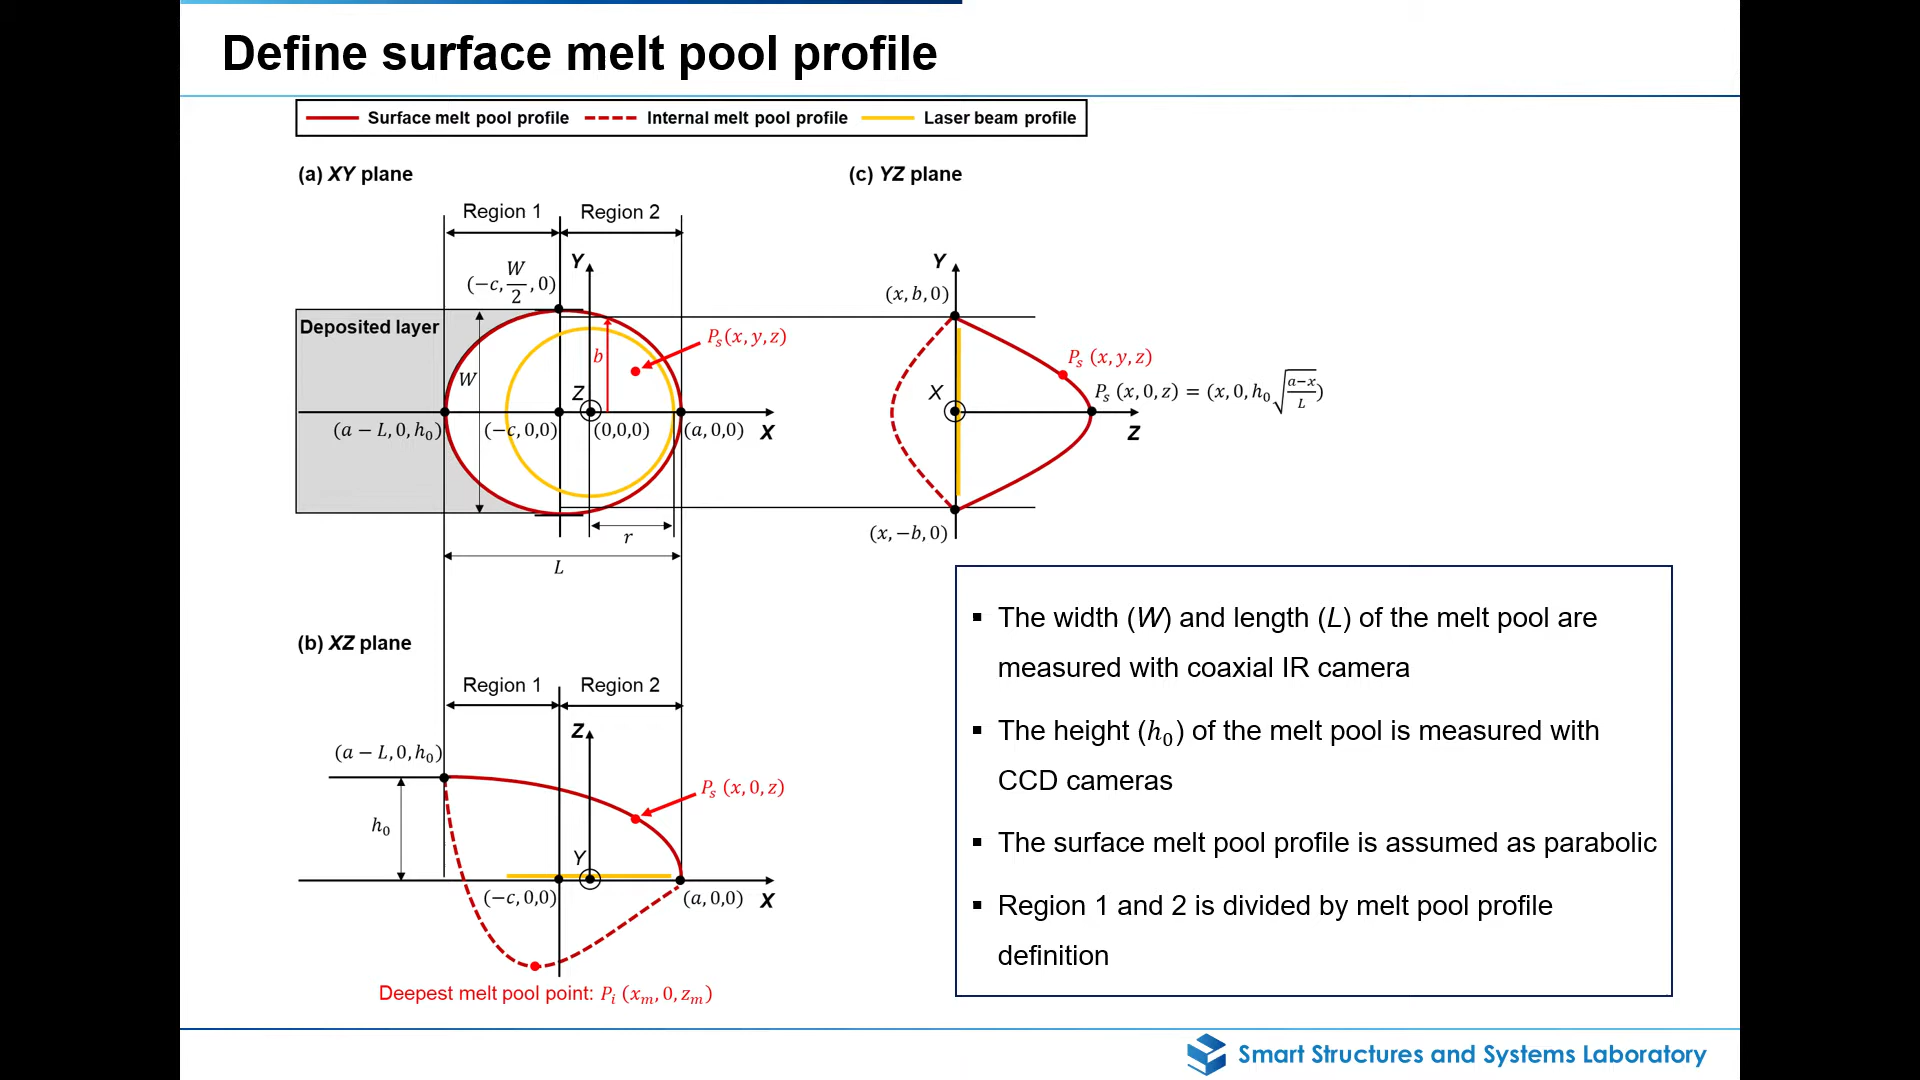 Define surface melt pool profile
Surface melt pool profile Internal melt pool profile Laser beam profile
(a) XY plane
Region 1 Region 2
(−c, W/2, 0)
Y
Deposited layer
W
b
P_s(x, y, z)
Z
(a − L, 0, h_0) (−c, 0,0) (0,0,0) (a, 0,0) X
r
L
(c) YZ plane
Y
(x, b, 0)
P_s (x, y, z)
X
P_s (x, 0, z) = (x, 0, h_0 √((a−x)/L))
Z
(x, −b, 0)
(b) XZ plane
Region 1 Region 2
Z
(a − L, 0, h_0)
P_s (x, 0, z)
h_0
Y
(−c, 0,0) (a, 0,0) X
Deepest melt pool point: P_i (x_m, 0, z_m)
▪ The width (W) and length (L) of the melt pool are
measured with coaxial IR camera
▪ The height (h_0) of the melt pool is measured with
CCD cameras
▪ The surface melt pool profile is assumed as parabolic
▪ Region 1 and 2 is divided by melt pool profile
definition
Smart Structures and Systems Laboratory